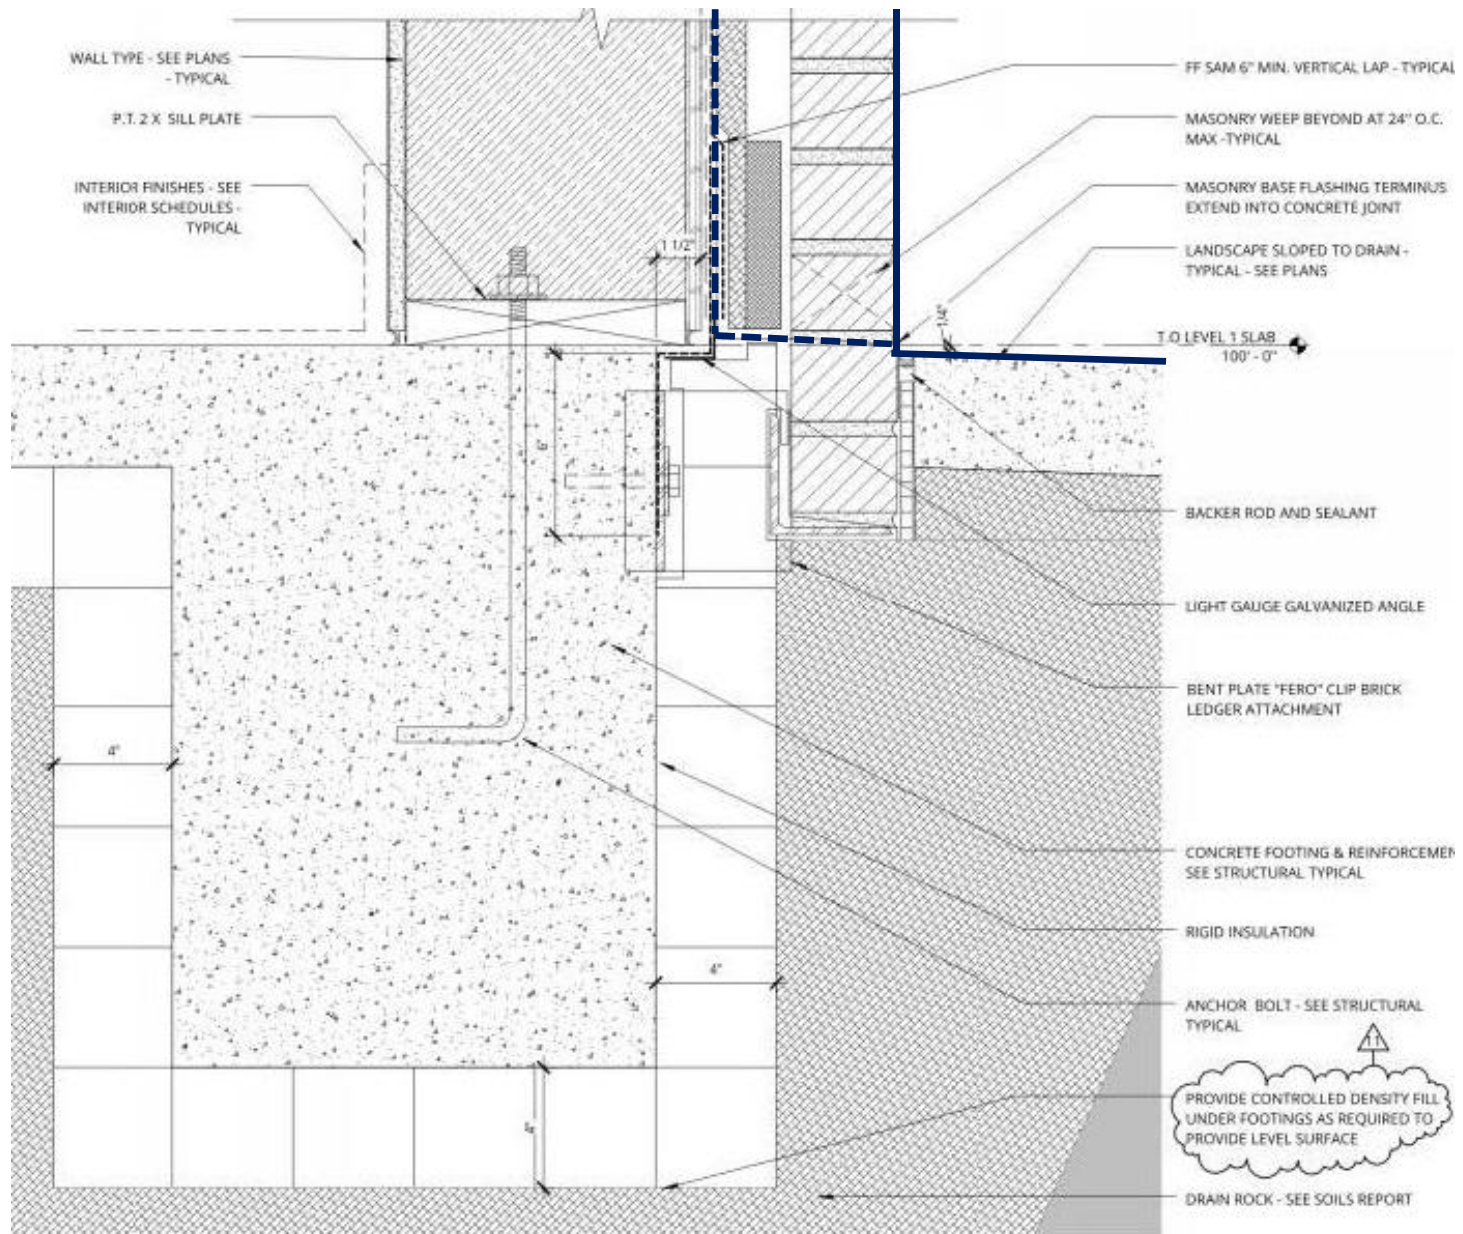 WALL TYPE - SEE PLANS
- TYPICAL
P.T. 2 X SILL PLATE
INTERIOR FINISHES - SEE
INTERIOR SCHEDULES -
TYPICAL
1 1/2"
6"
4"
4"
4"
1/4"
FF SAM 6" MIN. VERTICAL LAP - TYPICAL
MASONRY WEEP BEYOND AT 24" O.C.
MAX -TYPICAL
MASONRY BASE FLASHING TERMINUS
EXTEND INTO CONCRETE JOINT
LANDSCAPE SLOPED TO DRAIN -
TYPICAL - SEE PLANS
T.O LEVEL 1 SLAB
100' - 0"
BACKER ROD AND SEALANT
LIGHT GAUGE GALVANIZED ANGLE
BENT PLATE "FERO" CLIP BRICK
LEDGER ATTACHMENT
CONCRETE FOOTING & REINFORCEMEN
SEE STRUCTURAL TYPICAL
RIGID INSULATION
ANCHOR BOLT - SEE STRUCTURAL
TYPICAL
11
PROVIDE CONTROLLED DENSITY FILL
UNDER FOOTINGS AS REQUIRED TO
PROVIDE LEVEL SURFACE
DRAIN ROCK - SEE SOILS REPORT